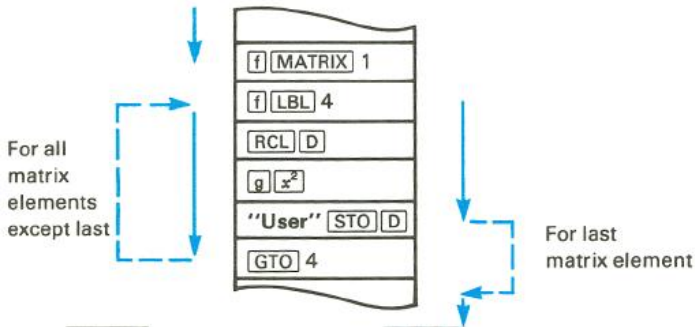 f MATRIX 1
f LBL 4
RCL D
g x²
"User" STO D
GTO 4
For all
matrix
elements
except last
For last
matrix element